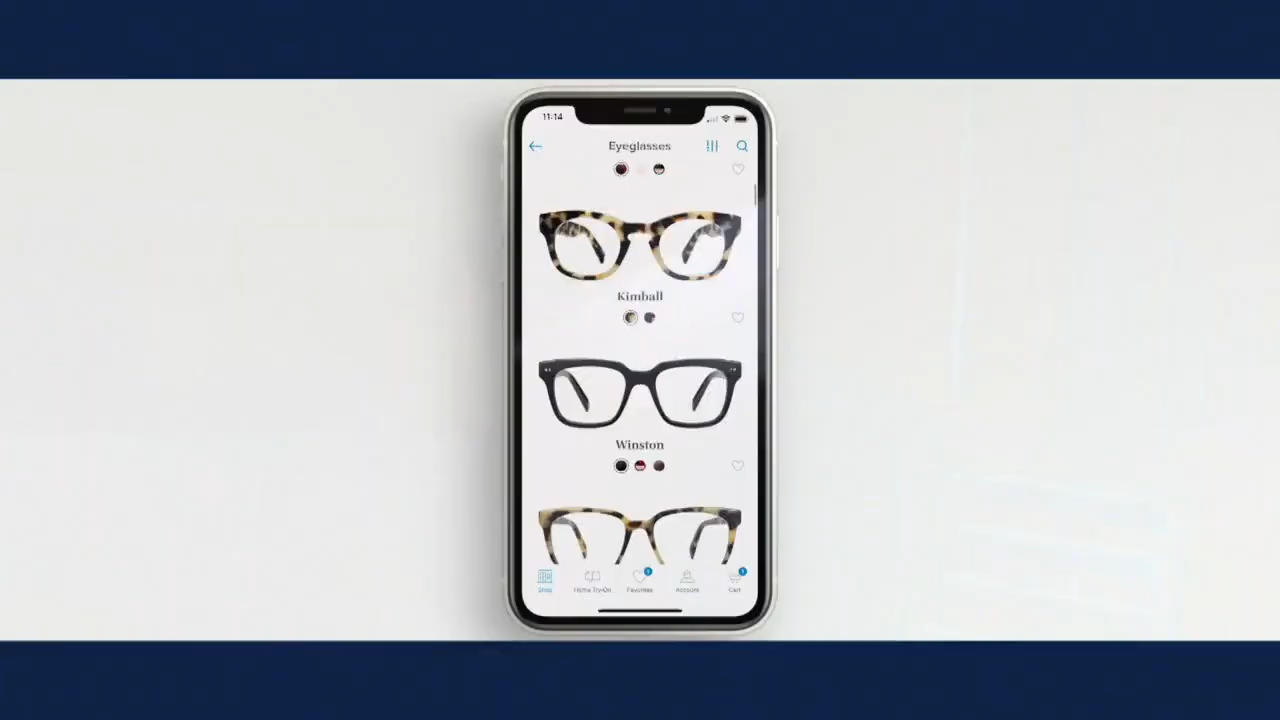 11:14
Eyeglasses
Kimball
Winston
Shop Home Try-On Favorites Account Cart